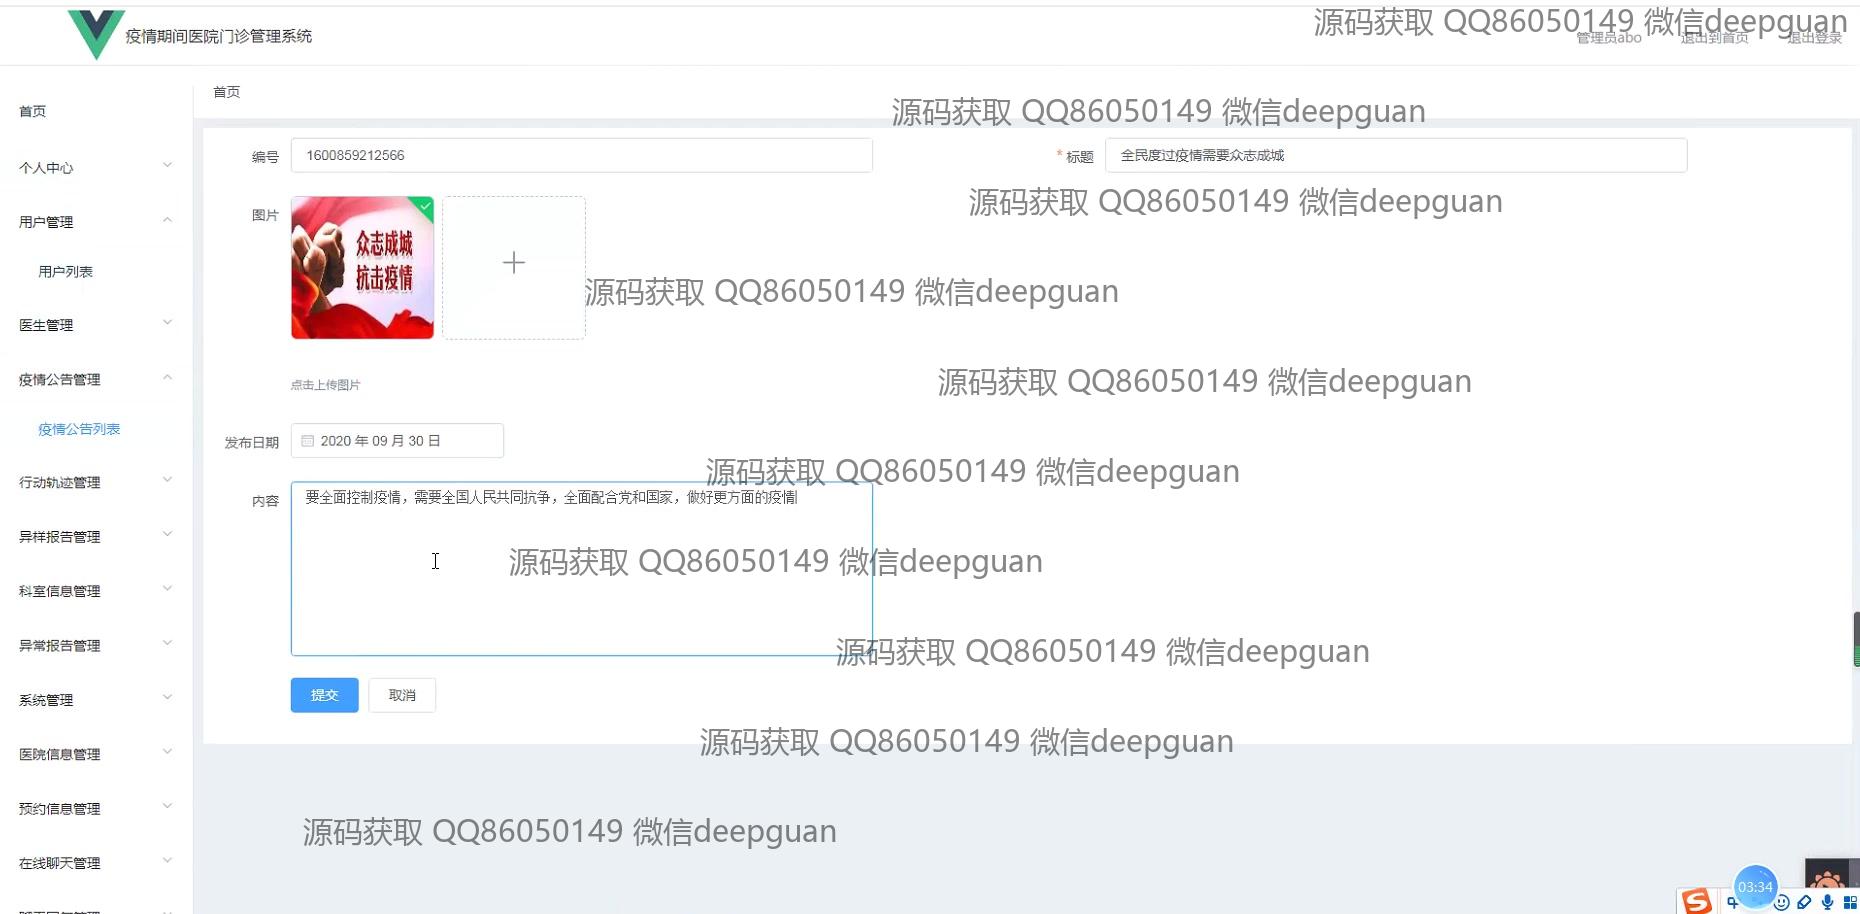 疫情期间医院门诊管理系统
源码获取 QQ86050149 微信deepguan
管理员abo
退出到首页
退出登录
首页
首页
源码获取 QQ86050149 微信deepguan
个人中心
用户管理
用户列表
医生管理
疫情公告管理
疫情公告列表
行动轨迹管理
异样报告管理
科室信息管理
异常报告管理
系统管理
医院信息管理
预约信息管理
在线聊天管理
编号
1600859212566
* 标题
全民度过疫情需要众志成城
源码获取 QQ86050149 微信deepguan
图片
众志成城
抗击疫情
源码获取 QQ86050149 微信deepguan
点击上传图片
源码获取 QQ86050149 微信deepguan
发布日期
2020 年 09 月 30 日
源码获取 QQ86050149 微信deepguan
内容
要全面控制疫情，需要全国人民共同抗争，全面配合党和国家，做好更方面的疫情
源码获取 QQ86050149 微信deepguan
源码获取 QQ86050149 微信deepguan
提交
取消
源码获取 QQ86050149 微信deepguan
源码获取 QQ86050149 微信deepguan
03:34